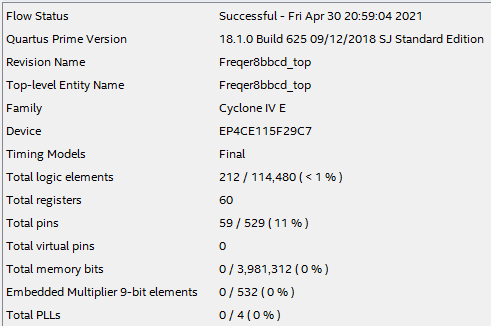 Flow Status Successful - Fri Apr 30 20:59:04 2021
Quartus Prime Version 18.1.0 Build 625 09/12/2018 SJ Standard Edition
Revision Name Freqer8bbcd_top
Top-level Entity Name Freqer8bbcd_top
Family Cyclone IV E
Device EP4CE115F29C7
Timing Models Final
Total logic elements 212 / 114,480 ( < 1 % )
Total registers 60
Total pins 59 / 529 ( 11 % )
Total virtual pins 0
Total memory bits 0 / 3,981,312 ( 0 % )
Embedded Multiplier 9-bit elements 0 / 532 ( 0 % )
Total PLLs 0 / 4 ( 0 % )